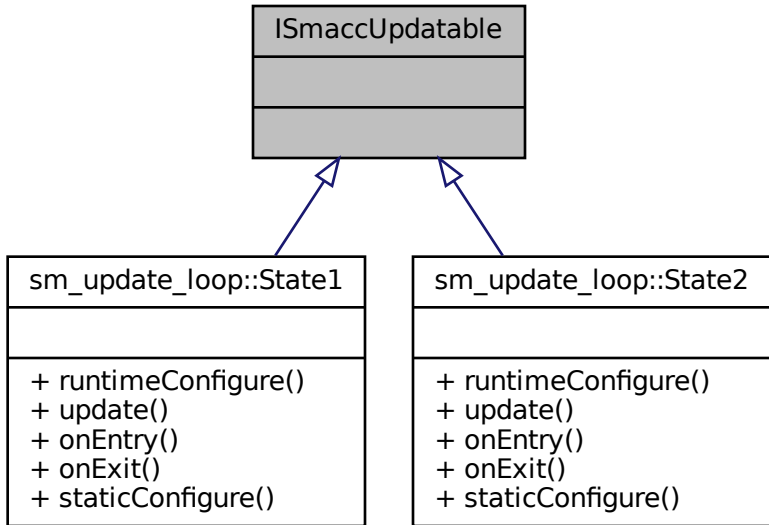 ISmaccUpdatable
sm_update_loop::State1
+ runtimeConfigure()
+ update()
+ onEntry()
+ onExit()
+ staticConfigure()
sm_update_loop::State2
+ runtimeConfigure()
+ update()
+ onEntry()
+ onExit()
+ staticConfigure()